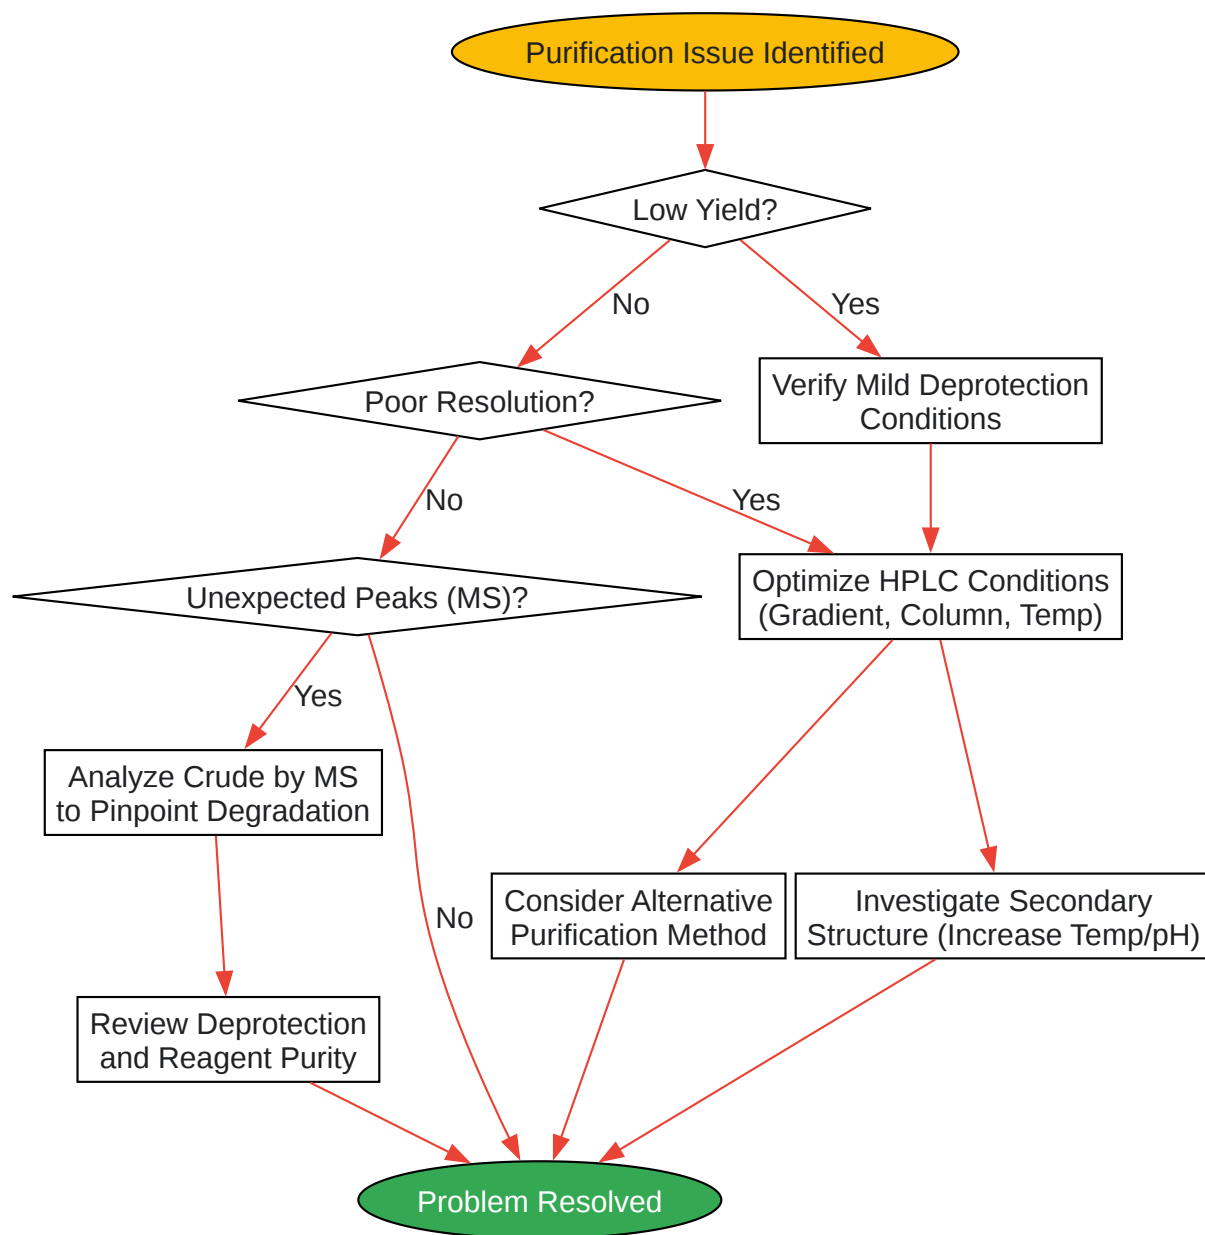 Purification Issue Identified
Low Yield?
No
Yes
Poor Resolution?
Verify Mild Deprotection
Conditions
No
Yes
Unexpected Peaks (MS)?
Optimize HPLC Conditions
(Gradient, Column, Temp)
Yes
Analyze Crude by MS
to Pinpoint Degradation
No
Consider Alternative
Purification Method
Investigate Secondary
Structure (Increase Temp/pH)
Review Deprotection
and Reagent Purity
Problem Resolved